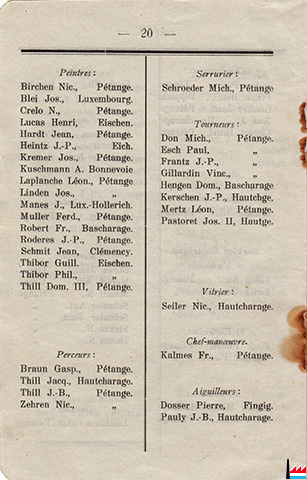 — 20 —
Peintres :
Birchen Nic., Pétange.
Blei Jos., Luxembourg.
Crelo N., Pétange.
Lucas Henri, Eischen.
Hardt Jean, Pétange.
Heintz J.-P., Eich.
Kremer Jos., Pétange.
Kuschmann A. Bonnevoie
Laplanche Léon., Pétange
Linden Jos., „
Manes J., Lux.-Hollerich.
Muller Ferd., Pétange.
Robert Fr., Bascharage.
Roderes J.-P., Pétange.
Schmit Jean, Clémency.
Thibor Guill. Eischen.
Thibor Phil., „
Thill Dom. III, Pétange.
Perceurs :
Braun Gasp., Pétange.
Thill Jacq., Hautcharage.
Thill J.-B., Pétange.
Zehren Nic., „
Serrurier :
Schroeder Mich., Pétange
Tourneurs :
Don Mich., Pétange.
Esch Paul, „
Frantz J.-P., „
Gillardin Vinc., „
Hengen Dom., Bascharage
Kerschen J.-P., Hautchge.
Mertz Léon, Pétange.
Pastoret Jos. II, Hautge.
Vitrier :
Seiler Nic., Hautcharage.
Chef-manœuvre.
Kalmes Fr., Pétange.
Aiguilleurs :
Dosser Pierre, Fingig.
Pauly J.-B., Hautcharage.